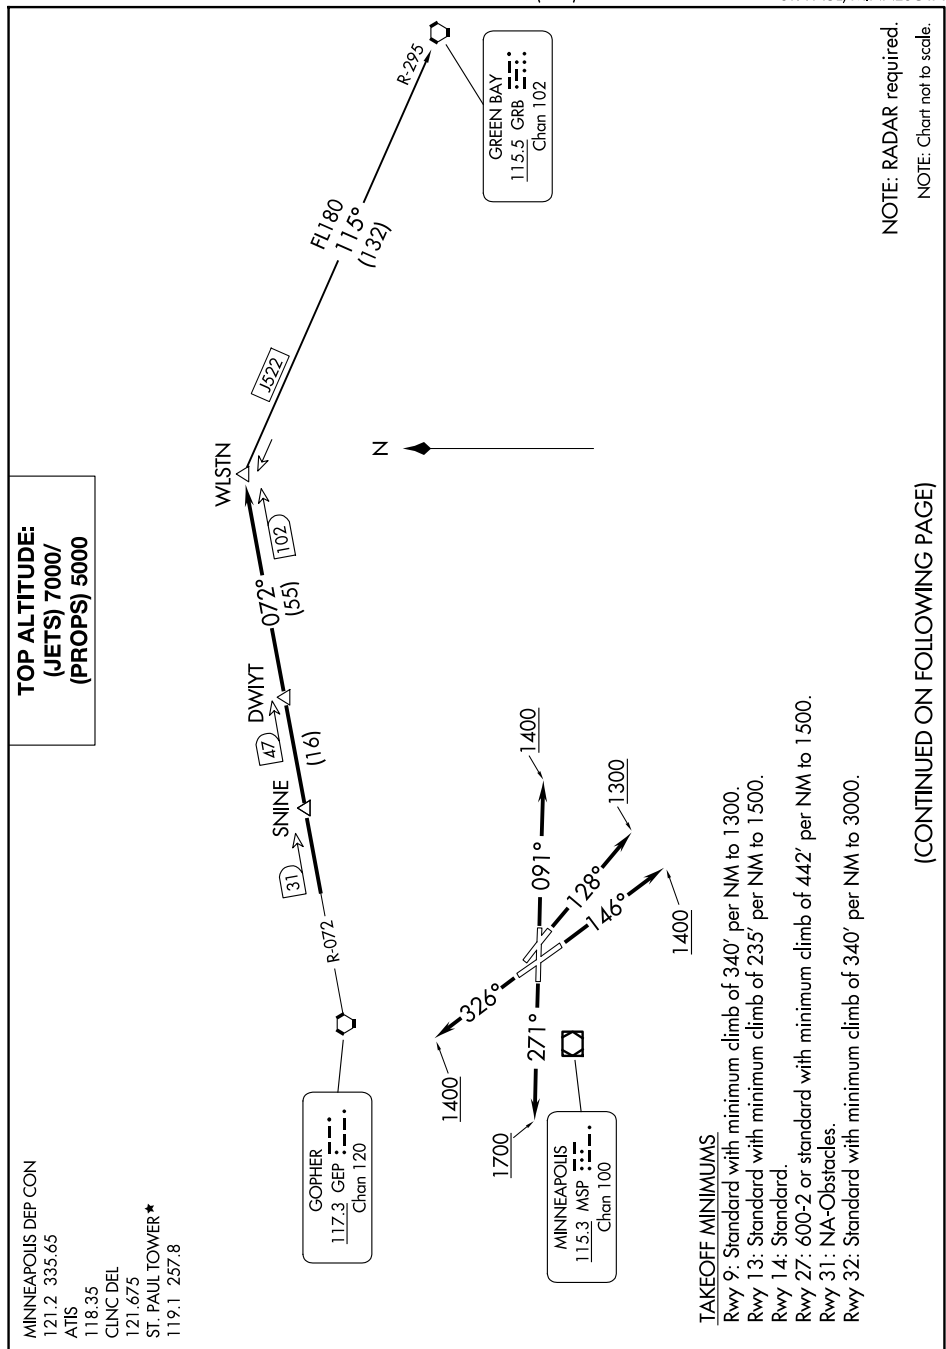 TOP ALTITUDE:
(JETS) 7000/
(PROPS) 5000
MINNEAPOLIS DEP CON
121.2 335.65
ATIS
118.35
CLNC DEL
121.675
ST. PAUL TOWER★
119.1 257.8
GOPHER
117.3 GEP
Chan 120
R-072
31
SNINE
(16)
47
DWIYT
072°
(55)
102
WLSTN
J522
FL180
115°
(132)
R-295
GREEN BAY
115.5 GRB
Chan 102
N
1400
326°
271°
1700
091°
1400
128°
1300
146°
1400
MINNEAPOLIS
115.3 MSP
Chan 100
TAKEOFF MINIMUMS
Rwy 9: Standard with minimum climb of 340' per NM to 1300.
Rwy 13: Standard with minimum climb of 235' per NM to 1500.
Rwy 14: Standard.
Rwy 27: 600-2 or standard with minimum climb of 442' per NM to 1500.
Rwy 31: NA-Obstacles.
Rwy 32: Standard with minimum climb of 340' per NM to 3000.
NOTE: RADAR required.
NOTE: Chart not to scale.
(CONTINUED ON FOLLOWING PAGE)